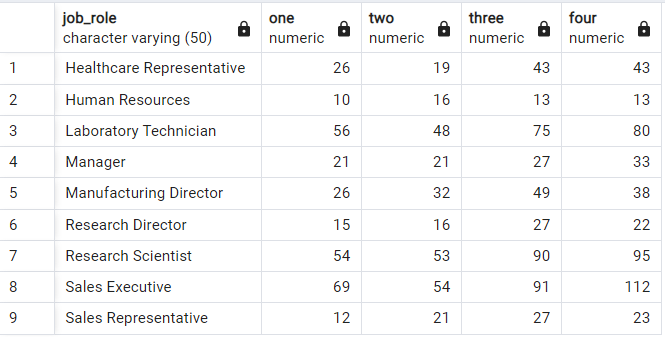 job_role one two three four
character varying (50) numeric numeric numeric numeric
1 Healthcare Representative 26 19 43 43
2 Human Resources 10 16 13 13
3 Laboratory Technician 56 48 75 80
4 Manager 21 21 27 33
5 Manufacturing Director 26 32 49 38
6 Research Director 15 16 27 22
7 Research Scientist 54 53 90 95
8 Sales Executive 69 54 91 112
9 Sales Representative 12 21 27 23